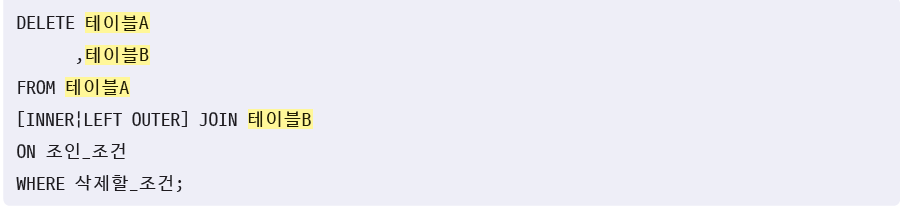 DELETE 테이블A
,테이블B
FROM 테이블A
[INNER¦LEFT OUTER] JOIN 테이블B
ON 조인_조건
WHERE 삭제할_조건;